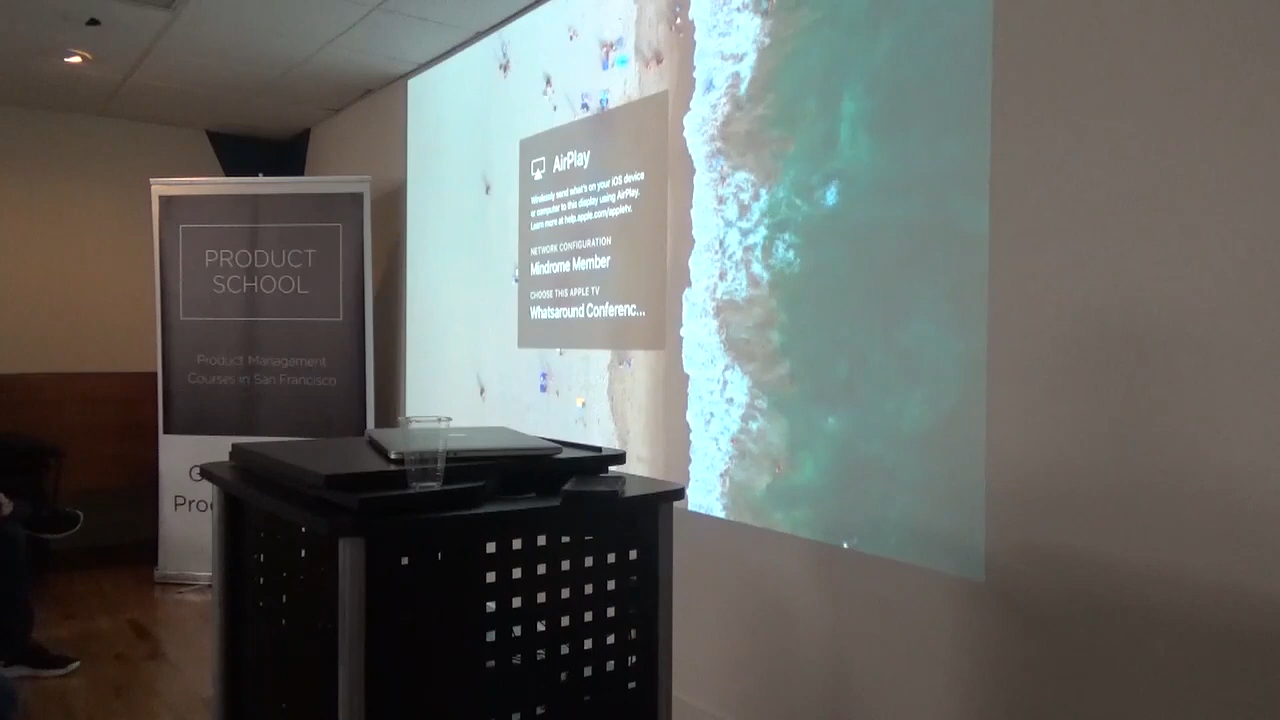 PRODUCT
SCHOOL
Product Management
Courses in San Francisco
AirPlay
Wirelessly send what's on your iOS device
or computer to this display using AirPlay.
Learn more at help.apple.com/appletv.
NETWORK CONFIGURATION
Mindrome Member
CHOOSE THIS APPLE TV
Whatsaround Conferenc...